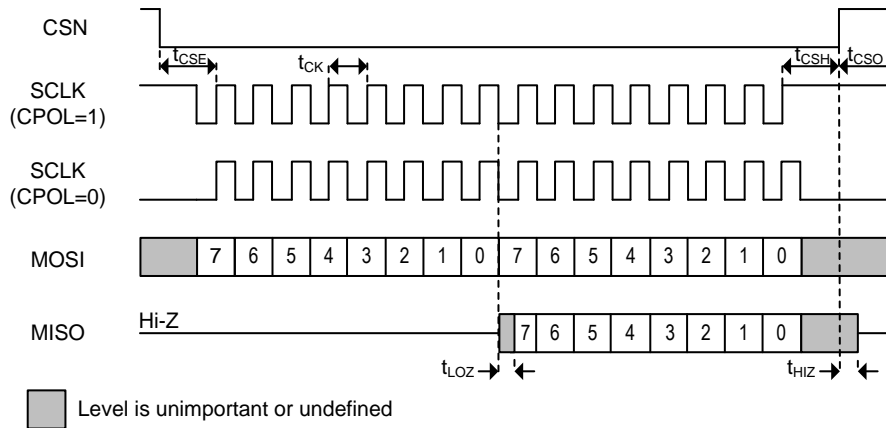 CSN
tCSE
tCK
tCSH
tCSO
SCLK
(CPOL=1)
SCLK
(CPOL=0)
MOSI
7 6 5 4 3 2 1 0 7 6 5 4 3 2 1 0
Hi-Z
MISO
7 6 5 4 3 2 1 0
tLOZ
tHIZ
Level is unimportant or undefined